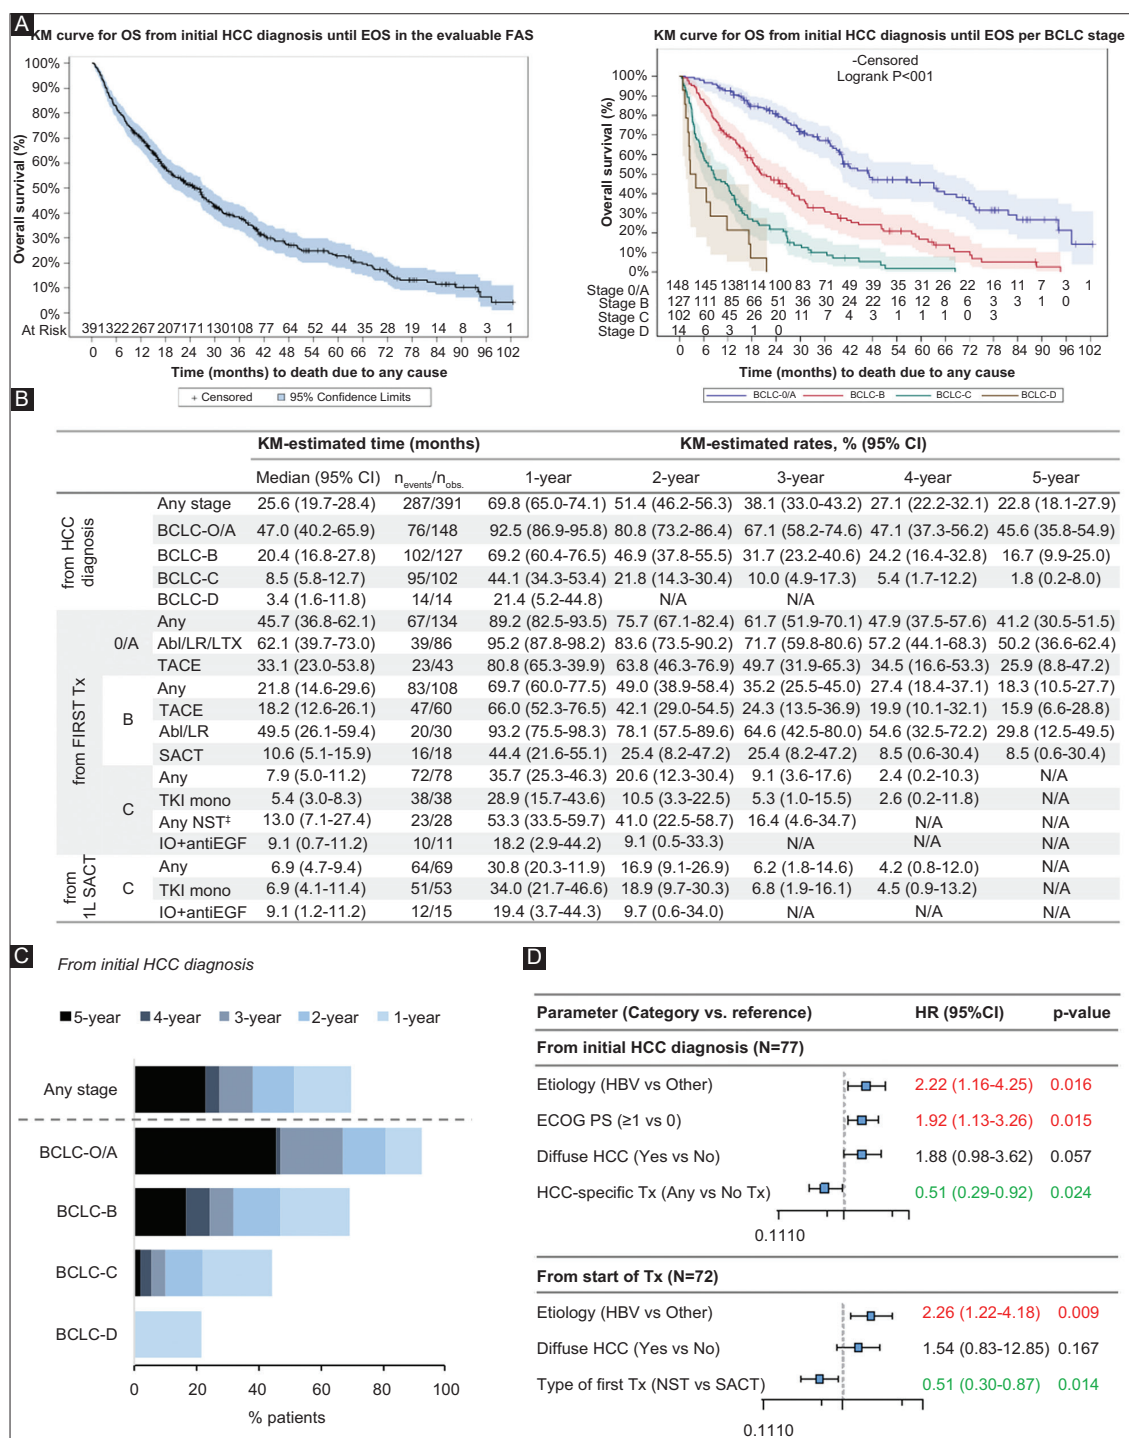 A
KM curve for OS from initial HCC diagnosis until EOS in the evaluable FAS
Overall survival (%)
100%
90%
80%
70%
60%
50%
40%
30%
20%
10%
0%
At Risk 391 322 267 207 171 130 108 77 64 52 44 35 28 19 14 8 3 1
0 6 12 18 24 30 36 42 48 54 60 66 72 78 84 90 96 102
Time (months) to death due to any cause
+ Censored 95% Confidence Limits
KM curve for OS from initial HCC diagnosis until EOS per BCLC stage
-Censored
Logrank P<001
Overall survival (%)
100%
90%
80%
70%
60%
50%
40%
30%
20%
10%
0%
Stage 0/A 148 145 138 114 100 83 71 49 39 35 31 26 22 16 11 7 3 1
Stage B 127 111 85 66 51 36 30 24 22 16 12 8 6 3 3 1 0
Stage C 102 60 45 26 20 11 7 4 3 1 1 1 0 3
Stage D 14 6 3 1 0
0 6 12 18 24 30 36 42 48 54 60 66 72 78 84 90 96 102
Time (months) to death due to any cause
BCLC-0/A BCLC-B BCLC-C BCLC-D
B
KM-estimated time (months) KM-estimated rates, % (95% CI)
Median (95% CI) nevents/nobs. 1-year 2-year 3-year 4-year 5-year
from HCC diagnosis
Any stage 25.6 (19.7-28.4) 287/391 69.8 (65.0-74.1) 51.4 (46.2-56.3) 38.1 (33.0-43.2) 27.1 (22.2-32.1) 22.8 (18.1-27.9)
BCLC-O/A 47.0 (40.2-65.9) 76/148 92.5 (86.9-95.8) 80.8 (73.2-86.4) 67.1 (58.2-74.6) 47.1 (37.3-56.2) 45.6 (35.8-54.9)
BCLC-B 20.4 (16.8-27.8) 102/127 69.2 (60.4-76.5) 46.9 (37.8-55.5) 31.7 (23.2-40.6) 24.2 (16.4-32.8) 16.7 (9.9-25.0)
BCLC-C 8.5 (5.8-12.7) 95/102 44.1 (34.3-53.4) 21.8 (14.3-30.4) 10.0 (4.9-17.3) 5.4 (1.7-12.2) 1.8 (0.2-8.0)
BCLC-D 3.4 (1.6-11.8) 14/14 21.4 (5.2-44.8) N/A N/A
from FIRST Tx
0/A
Any 45.7 (36.8-62.1) 67/134 89.2 (82.5-93.5) 75.7 (67.1-82.4) 61.7 (51.9-70.1) 47.9 (37.5-57.6) 41.2 (30.5-51.5)
Abl/LR/LTX 62.1 (39.7-73.0) 39/86 95.2 (87.8-98.2) 83.6 (73.5-90.2) 71.7 (59.8-80.6) 57.2 (44.1-68.3) 50.2 (36.6-62.4)
TACE 33.1 (23.0-53.8) 23/43 80.8 (65.3-39.9) 63.8 (46.3-76.9) 49.7 (31.9-65.3) 34.5 (16.6-53.3) 25.9 (8.8-47.2)
B
Any 21.8 (14.6-29.6) 83/108 69.7 (60.0-77.5) 49.0 (38.9-58.4) 35.2 (25.5-45.0) 27.4 (18.4-37.1) 18.3 (10.5-27.7)
TACE 18.2 (12.6-26.1) 47/60 66.0 (52.3-76.5) 42.1 (29.0-54.5) 24.3 (13.5-36.9) 19.9 (10.1-32.1) 15.9 (6.6-28.8)
Abl/LR 49.5 (26.1-59.4) 20/30 93.2 (75.5-98.3) 78.1 (57.5-89.6) 64.6 (42.5-80.0) 54.6 (32.5-72.2) 29.8 (12.5-49.5)
SACT 10.6 (5.1-15.9) 16/18 44.4 (21.6-55.1) 25.4 (8.2-47.2) 25.4 (8.2-47.2) 8.5 (0.6-30.4) 8.5 (0.6-30.4)
C
Any 7.9 (5.0-11.2) 72/78 35.7 (25.3-46.3) 20.6 (12.3-30.4) 9.1 (3.6-17.6) 2.4 (0.2-10.3) N/A
TKI mono 5.4 (3.0-8.3) 38/38 28.9 (15.7-43.6) 10.5 (3.3-22.5) 5.3 (1.0-15.5) 2.6 (0.2-11.8) N/A
Any NST‡ 13.0 (7.1-27.4) 23/28 53.3 (33.5-59.7) 41.0 (22.5-58.7) 16.4 (4.6-34.7) N/A N/A
IO+antiEGF 9.1 (0.7-11.2) 10/11 18.2 (2.9-44.2) 9.1 (0.5-33.3) N/A N/A N/A
from 1L SACT
C
Any 6.9 (4.7-9.4) 64/69 30.8 (20.3-11.9) 16.9 (9.1-26.9) 6.2 (1.8-14.6) 4.2 (0.8-12.0) N/A
TKI mono 6.9 (4.1-11.4) 51/53 34.0 (21.7-46.6) 18.9 (9.7-30.3) 6.8 (1.9-16.1) 4.5 (0.9-13.2) N/A
IO+antiEGF 9.1 (1.2-11.2) 12/15 19.4 (3.7-44.3) 9.7 (0.6-34.0) N/A N/A N/A
C
From initial HCC diagnosis
5-year 4-year 3-year 2-year 1-year
Any stage
BCLC-O/A
BCLC-B
BCLC-C
BCLC-D
0 20 40 60 80 100
% patients
D
Parameter (Category vs. reference) HR (95%CI) p-value
From initial HCC diagnosis (N=77)
Etiology (HBV vs Other) 2.22 (1.16-4.25) 0.016
ECOG PS (≥1 vs 0) 1.92 (1.13-3.26) 0.015
Diffuse HCC (Yes vs No) 1.88 (0.98-3.62) 0.057
HCC-specific Tx (Any vs No Tx) 0.51 (0.29-0.92) 0.024
0.1110
From start of Tx (N=72)
Etiology (HBV vs Other) 2.26 (1.22-4.18) 0.009
Diffuse HCC (Yes vs No) 1.54 (0.83-12.85) 0.167
Type of first Tx (NST vs SACT) 0.51 (0.30-0.87) 0.014
0.1110